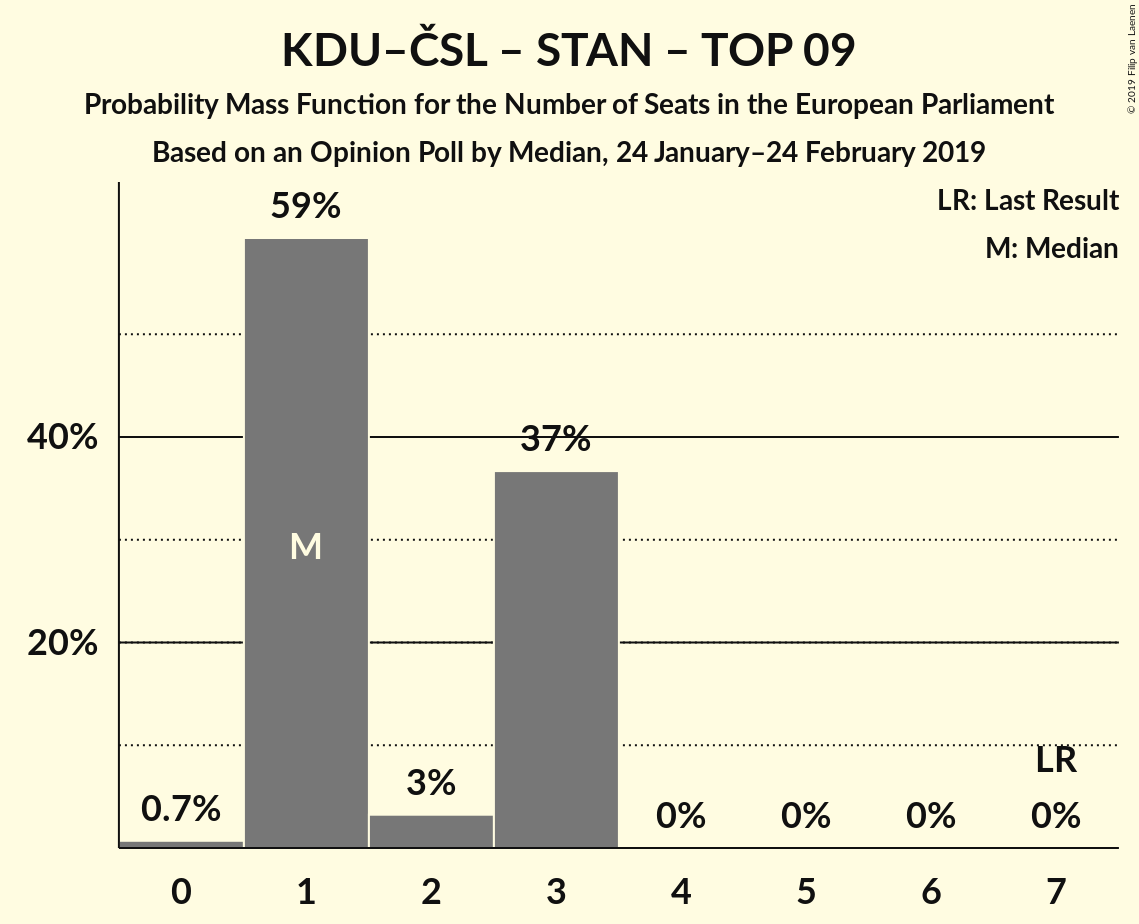 KDU–ČSL – STAN – TOP 09
Probability Mass Function for the Number of Seats in the European Parliament
Based on an Opinion Poll by Median, 24 January–24 February 2019
© 2019 Filip van Laenen
LR: Last Result
M: Median
59%
40%
37%
M
20%
LR
3%
0.7%
0%
0%
0%
0%
0 1 2 3 4 5 6 7